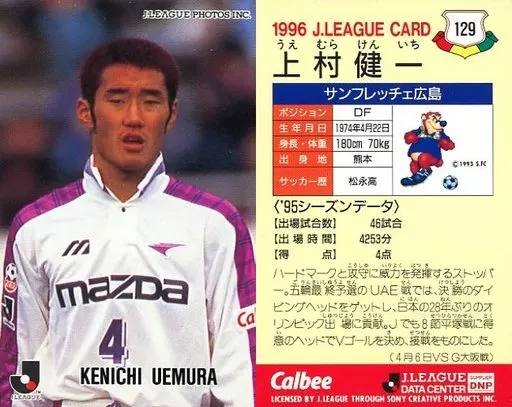 J.LEAGUE PHOTOS INC.
mazda
4
Calbee
J.LEAGUE
KENICHI UEMURA
1996 J.LEAGUE CARD
129
うえ むら けん いち
上村健一
サンフレッチェ広島
ポジション DF
生年月日 1974年4月22日
身長・体重 180cm 70kg
出身地 熊本
サッカー歴 松永高
©1993 S.FC
〈'95シーズンデータ〉
【出場試合数】 46試合
【出場時間】 4253分
【得点】 4点
ハードマークと攻守に威力を発揮するストッパ
ー。五輪最終予選のUAE戦では、決勝のダイ
ビングヘッドをゲットし、日本の28年ぶりのオ
リンピック出場に貢献。Jでも8節平塚戦に得
意のヘッドでVゴールを決め、接戦をものにした。
(4月6日VS G大阪戦)
Calbee
J.LEAGUE
DATA CENTER
SUPPLIER
DNP
LICENSED BY J.LEAGUE THROUGH SONY CREATIVE PRODUCTS INC.